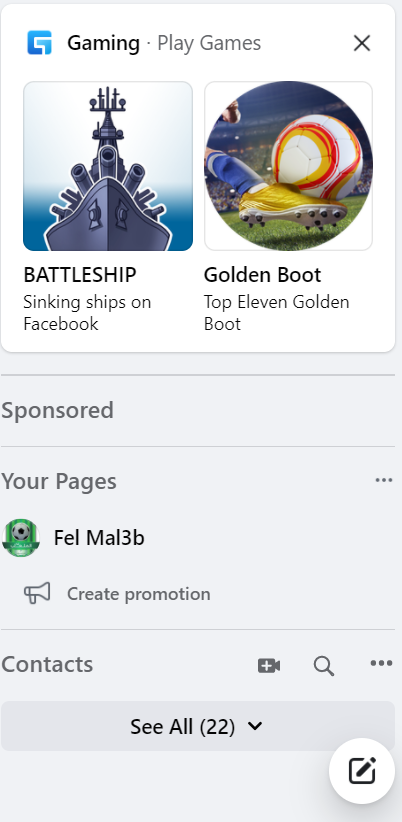 Gaming · Play Games
BATTLESHIP
Sinking ships on
Facebook
Golden Boot
Top Eleven Golden
Boot
Sponsored
Your Pages
Fel Mal3b
Create promotion
Contacts
See All (22)